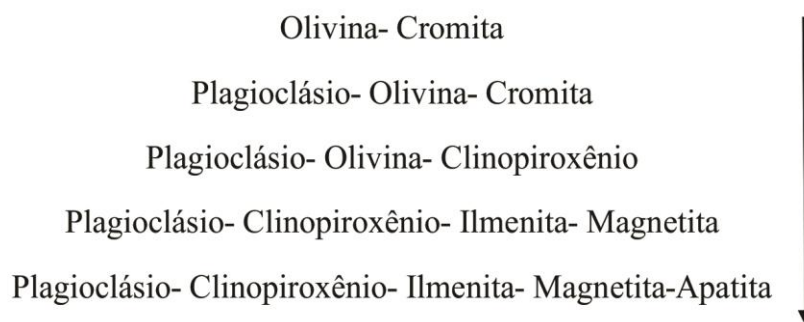 Olivina- Cromita
Plagioclásio- Olivina- Cromita
Plagioclásio- Olivina- Clinopiroxênio
Plagioclásio- Clinopiroxênio- Ilmenita- Magnetita
Plagioclásio- Clinopiroxênio- Ilmenita- Magnetita-Apatita